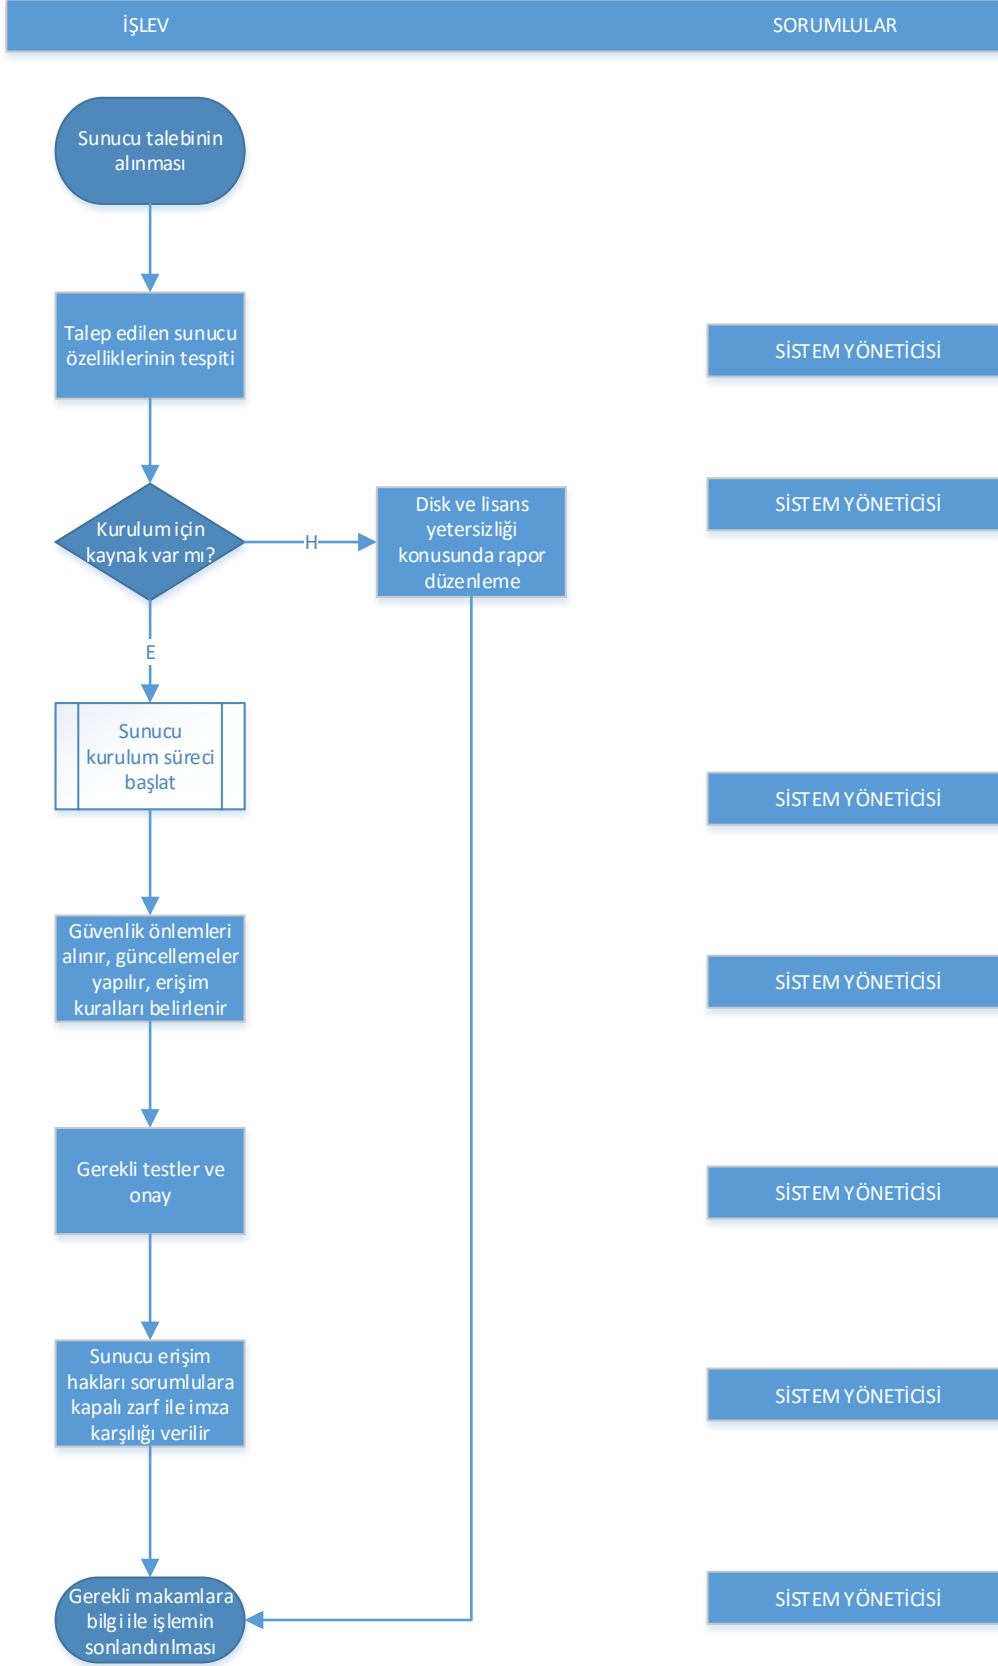 İŞLEV
SORUMLULAR
Sunucu talebinin
alınması
Talep edilen sunucu
özelliklerinin tespiti
SİSTEM YÖNETİCİSİ
Kurulum için
kaynak var mı?
H
Disk ve lisans
yetersizliği
konusunda rapor
düzenleme
SİSTEM YÖNETİCİSİ
E
Sunucu
kurulum süreci
başlat
SİSTEM YÖNETİCİSİ
Güvenlik önlemleri
alınır, güncellemeler
yapılır, erişim
kuralları belirlenir
SİSTEM YÖNETİCİSİ
Gerekli testler ve
onay
SİSTEM YÖNETİCİSİ
Sunucu erişim
hakları sorumlulara
kapalı zarf ile imza
karşılığı verilir
SİSTEM YÖNETİCİSİ
Gerekli makamlara
bilgi ile işlemin
sonlandırılması
SİSTEM YÖNETİCİSİ